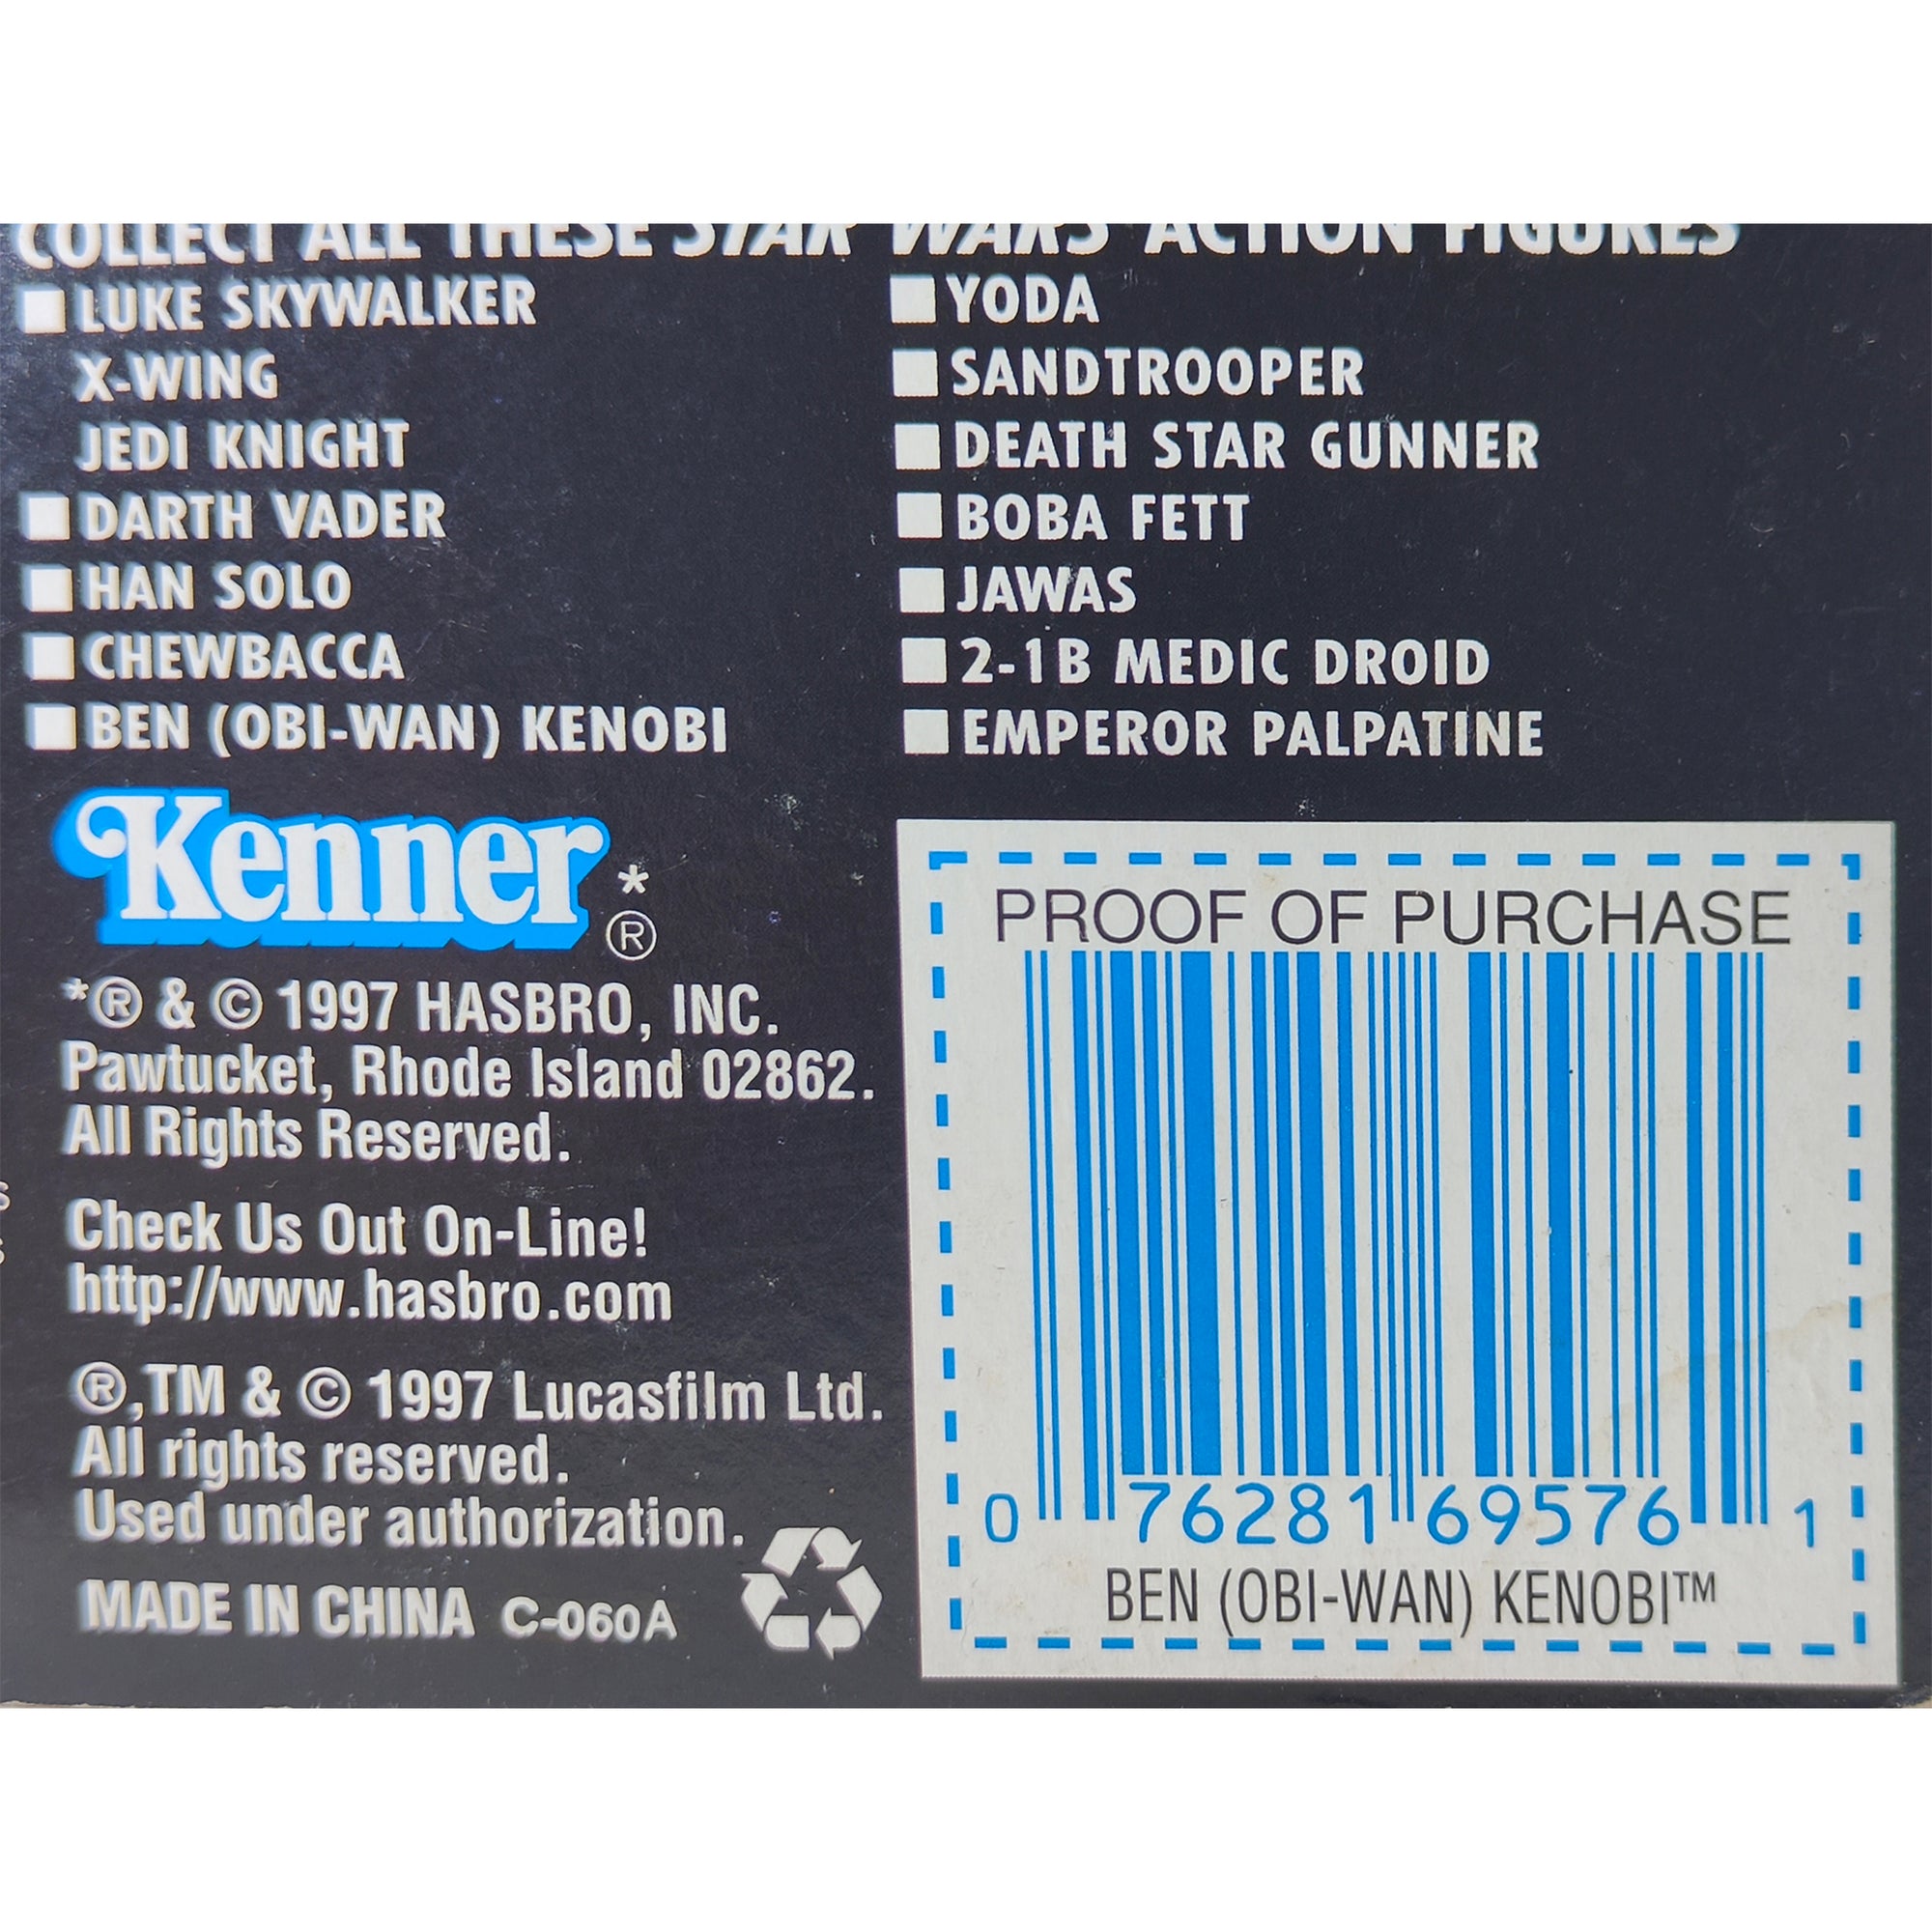 COLLECT ALL THESE STAR WARS ACTION FIGURES
LUKE SKYWALKER
X-WING
JEDI KNIGHT
DARTH VADER
HAN SOLO
CHEWBACCA
BEN (OBI-WAN) KENOBI
YODA
SANDTROOPER
DEATH STAR GUNNER
BOBA FETT
JAWAS
2-1B MEDIC DROID
EMPEROR PALPATINE
Kenner*®
*® & © 1997 HASBRO, INC.
Pawtucket, Rhode Island 02862.
All Rights Reserved.
Check Us Out On-Line!
http://www.hasbro.com
®,TM & © 1997 Lucasfilm Ltd.
All rights reserved.
Used under authorization.
MADE IN CHINA C-060A
PROOF OF PURCHASE
0 76281 69576 1
BEN (OBI-WAN) KENOBI™